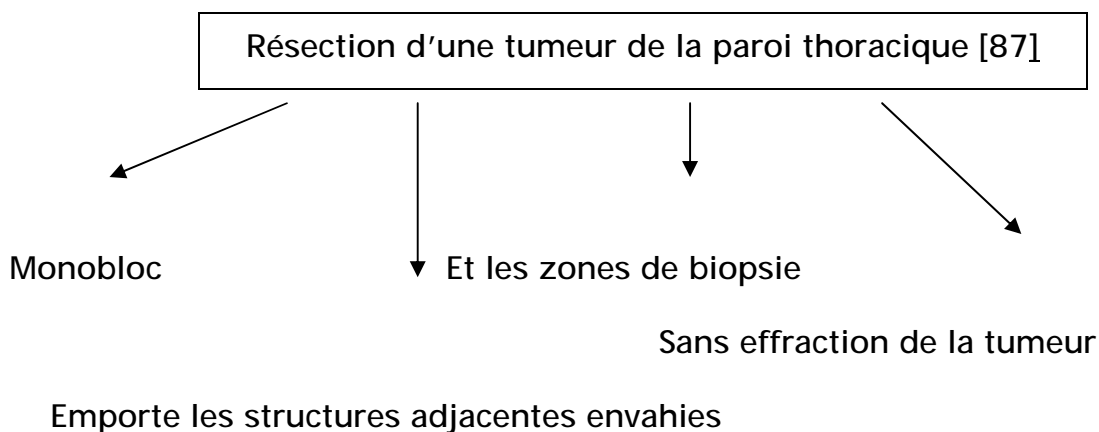 Résection d’une tumeur de la paroi thoracique [87]
Monobloc
Et les zones de biopsie
Sans effraction de la tumeur
Emporte les structures adjacentes envahies